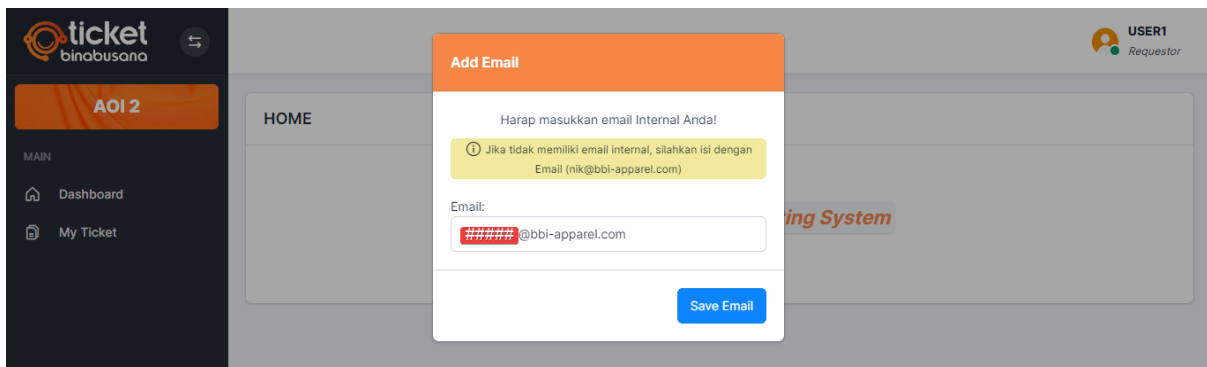 ticket
binabusana
USER1
Requestor
AOI 2
MAIN
Dashboard
My Ticket
HOME
ing System
Add Email
Harap masukkan email Internal Anda!
Jika tidak memiliki email internal, silahkan isi dengan
Email (nik@bbi-apparel.com)
Email:
#####@bbi-apparel.com
Save Email